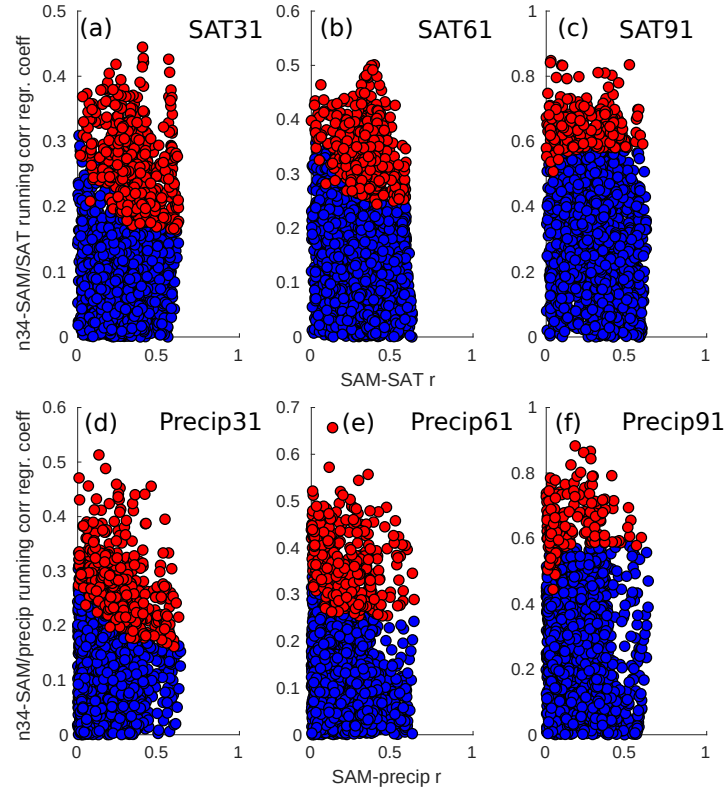 (a) SAT31
(b) SAT61
(c) SAT91
n34-SAM/SAT running corr regr. coeff
0.5
0.4
0.3
0.2
0.1
0
0 0.5 1
0.6
0.5
0.4
0.3
0.2
0.1
0
0 0.5 1
1
0.8
0.6
0.4
0.2
0
0 0.5 1
SAM-SAT r
(d) Precip31
(e) Precip61
(f) Precip91
n34-SAM/precip running corr regr. coeff
0.6
0.5
0.4
0.3
0.2
0.1
0
0 0.5 1
0.7
0.6
0.5
0.4
0.3
0.2
0.1
0
0 0.5 1
1
0.8
0.6
0.4
0.2
0
0 0.5 1
SAM-precip r